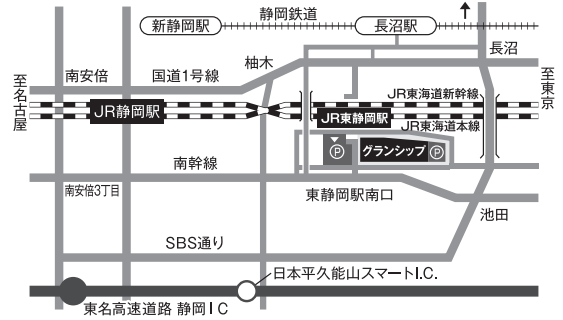 静岡鉄道
新静岡駅
長沼駅
長沼
柚木
南安倍
国道1号線
至名古屋
至東京
JR東海道新幹線
JR静岡駅
JR東静岡駅
JR東海道本線
P
グランシップ P
南幹線
南安倍3丁目
東静岡駅南口
池田
SBS通り
日本平久能山スマートI.C.
東名高速道路 静岡IC